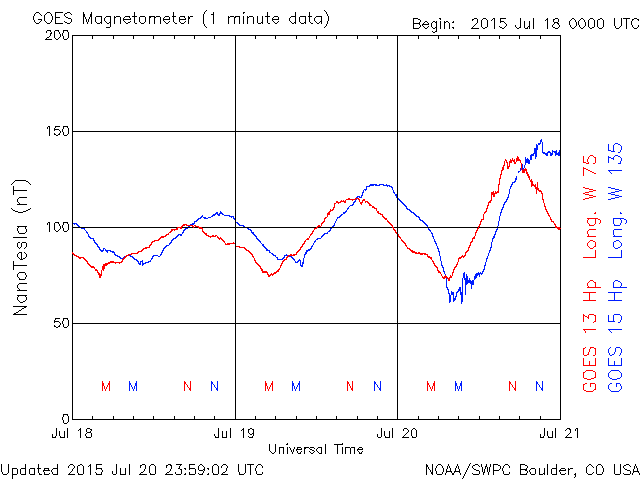 GOES Magnetometer (1 minute data)
Begin: 2015 Jul 18 0000 UTC
200
150
100
50
0
NanoTesla (nT)
M M N N M M N N M M N N
Jul 18 Jul 19 Jul 20 Jul 21
Universal Time
GOES 13 Hp Long. W 75
GOES 15 Hp Long. W 135
Updated 2015 Jul 20 23:59:02 UTC
NOAA/SWPC Boulder, CO USA